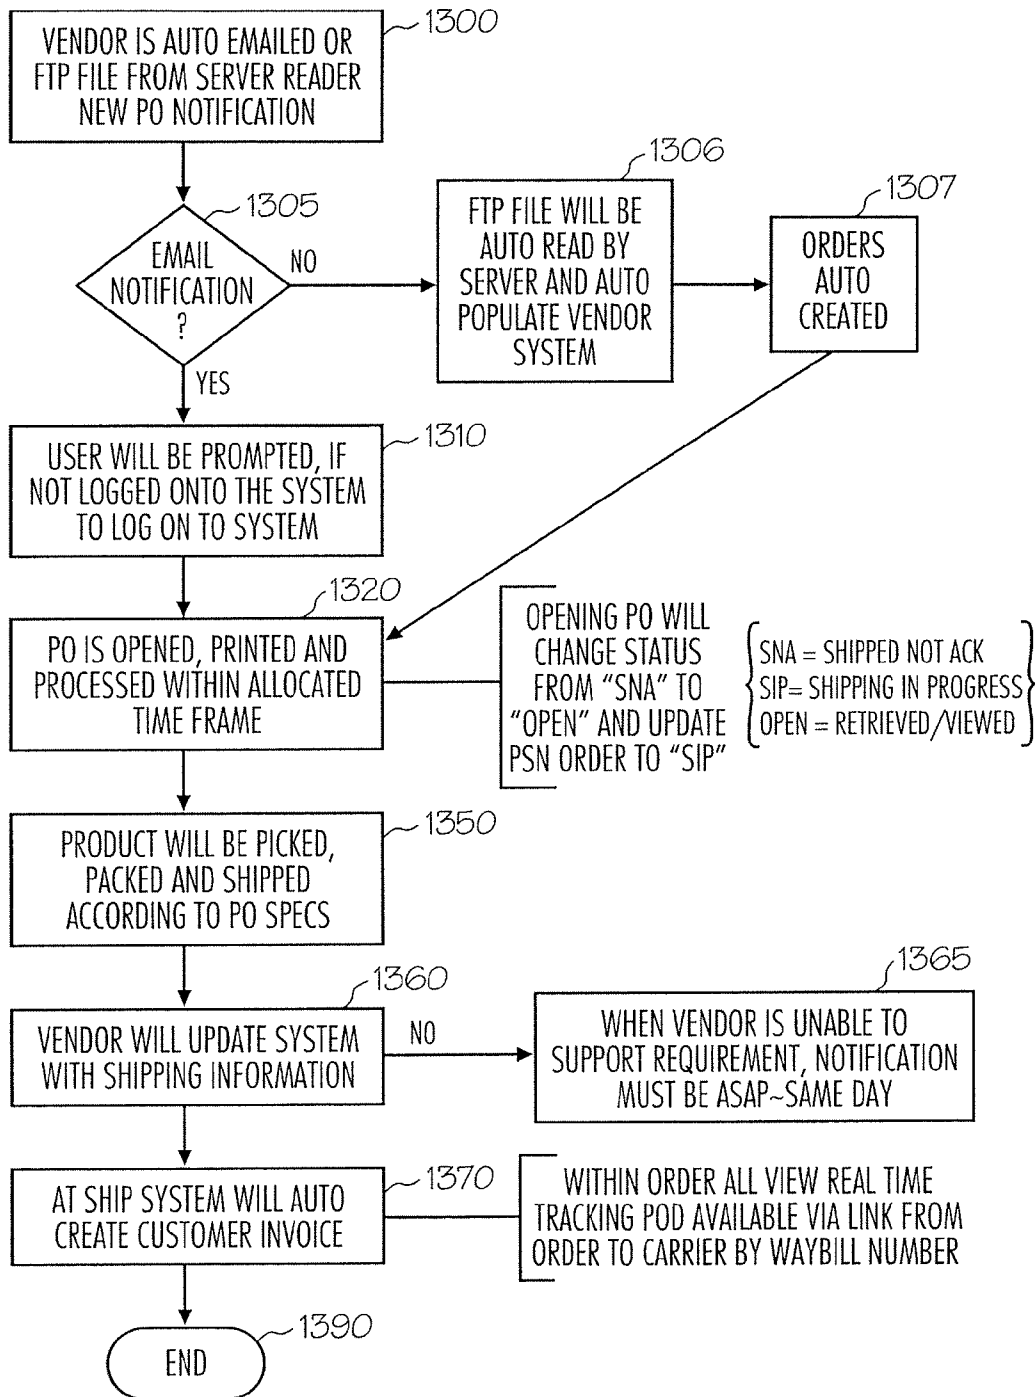 1300
VENDOR IS AUTO EMAILED OR
FTP FILE FROM SERVER READER
NEW PO NOTIFICATION
1305
EMAIL
NOTIFICATION
?
NO
YES
1306
FTP FILE WILL BE
AUTO READ BY
SERVER AND AUTO
POPULATE VENDOR
SYSTEM
1307
ORDERS
AUTO
CREATED
1310
USER WILL BE PROMPTED, IF
NOT LOGGED ONTO THE SYSTEM
TO LOG ON TO SYSTEM
1320
PO IS OPENED, PRINTED AND
PROCESSED WITHIN ALLOCATED
TIME FRAME
OPENING PO WILL
CHANGE STATUS
FROM “SNA” TO
“OPEN” AND UPDATE
PSN ORDER TO “SIP”
SNA = SHIPPED NOT ACK
SIP= SHIPPING IN PROGRESS
OPEN = RETRIEVED/VIEWED
1350
PRODUCT WILL BE PICKED,
PACKED AND SHIPPED
ACCORDING TO PO SPECS
1360
VENDOR WILL UPDATE SYSTEM
WITH SHIPPING INFORMATION
NO
1365
WHEN VENDOR IS UNABLE TO
SUPPORT REQUIREMENT, NOTIFICATION
MUST BE ASAP~SAME DAY
1370
AT SHIP SYSTEM WILL AUTO
CREATE CUSTOMER INVOICE
WITHIN ORDER ALL VIEW REAL TIME
TRACKING POD AVAILABLE VIA LINK FROM
ORDER TO CARRIER BY WAYBILL NUMBER
1390
END